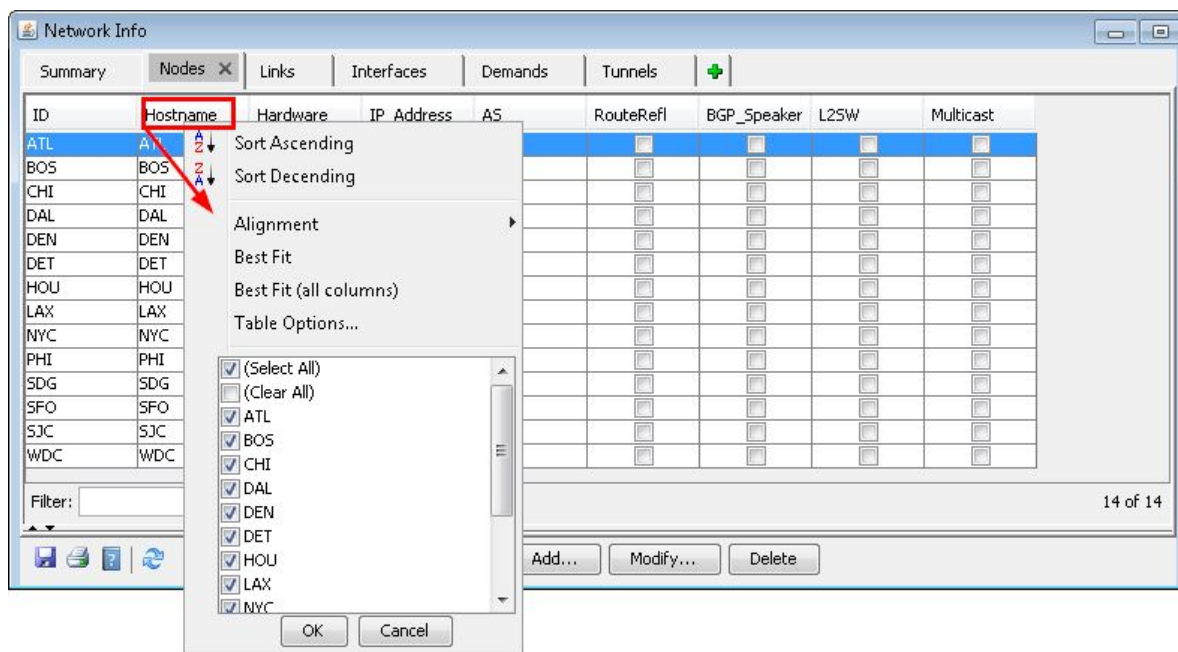 Network Info
Summary Nodes Links Interfaces Demands Tunnels
ID Hostname Hardware IP_Address AS RouteRefl BGP_Speaker L2SW Multicast
ATL ATL
BOS BOS
CHI CHI
DAL DAL
DEN DEN
DET DET
HOU HOU
LAX LAX
NYC NYC
PHI PHI
SDG SDG
SFO SFO
SJC SJC
WDC WDC
A Z Sort Ascending
Z A Sort Decending
Alignment
Best Fit
Best Fit (all columns)
Table Options...
(Select All)
(Clear All)
ATL
BOS
CHI
DAL
DEN
DET
HOU
LAX
NYC
OK Cancel
Filter: 14 of 14
? Add... Modify... Delete